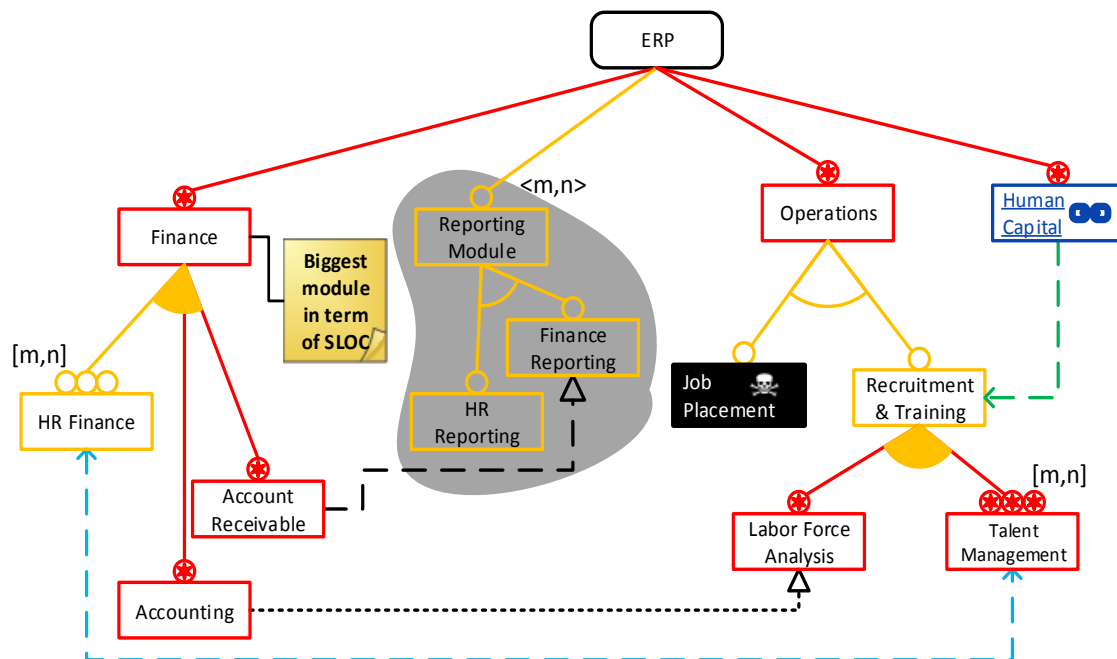 ERP
<m,n>
Finance
Reporting
Module
Operations
Human
Capital
Biggest
module
in term
of SLOC
Finance
Reporting
[m,n]
HR Finance
HR
Reporting
Job
Placement
Recruitment
& Training
Account
Receivable
[m,n]
Labor Force
Analysis
Talent
Management
Accounting